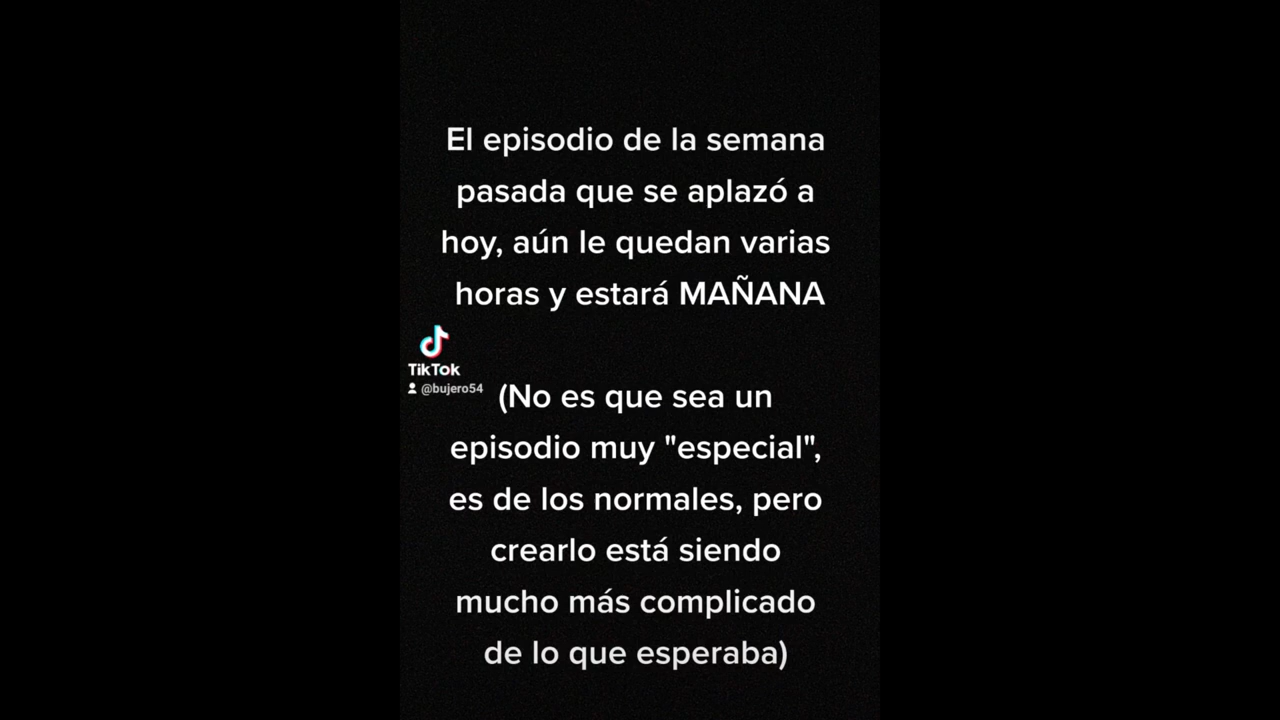 El episodio de la semana
pasada que se aplazó a
hoy, aún le quedan varias
horas y estará MAÑANA
TikTok
@bujero54
(No es que sea un
episodio muy "especial",
es de los normales, pero
crearlo está siendo
mucho más complicado
de lo que esperaba)